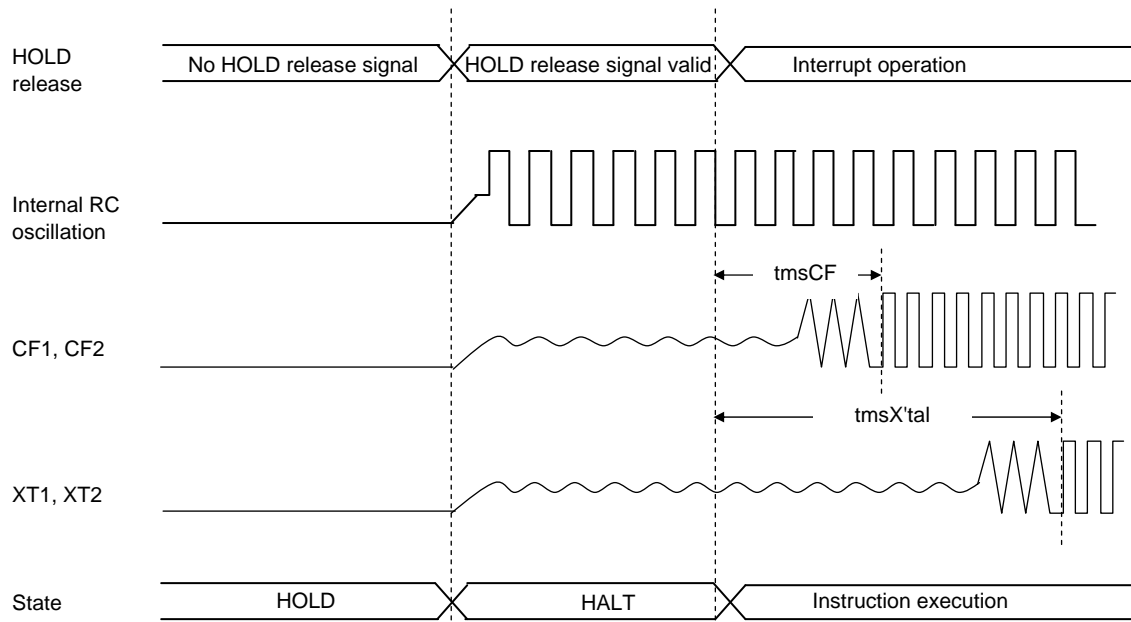 HOLD
release
No HOLD release signal
HOLD release signal valid
Interrupt operation
Internal RC
oscillation
tmsCF
CF1, CF2
tmsX'tal
XT1, XT2
State
HOLD
HALT
Instruction execution